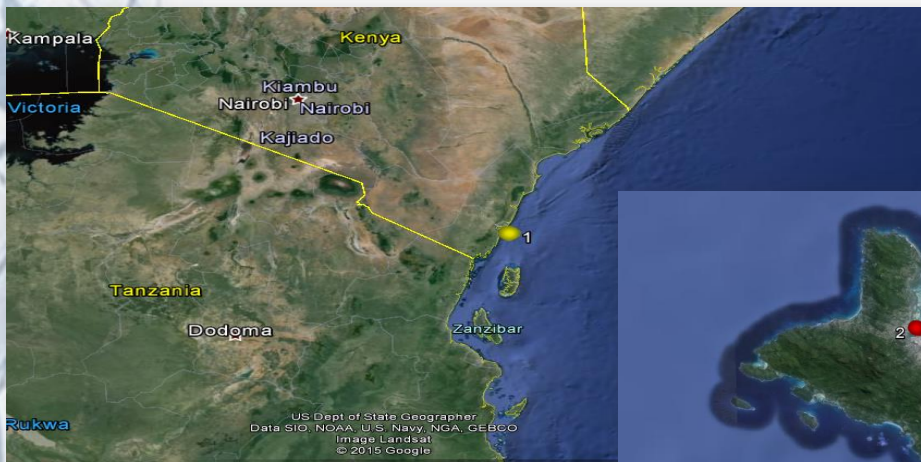 Kampala
Kenya
Kiambu
Nairobi
Nairobi
Victoria
Kajiado
1
Tanzania
Dodoma
Zanzibar
2
US Dept of State Geographer
Data SIO, NOAA, U.S. Navy, NGA, GEBCO
Image Landsat
© 2015 Google
Rukwa